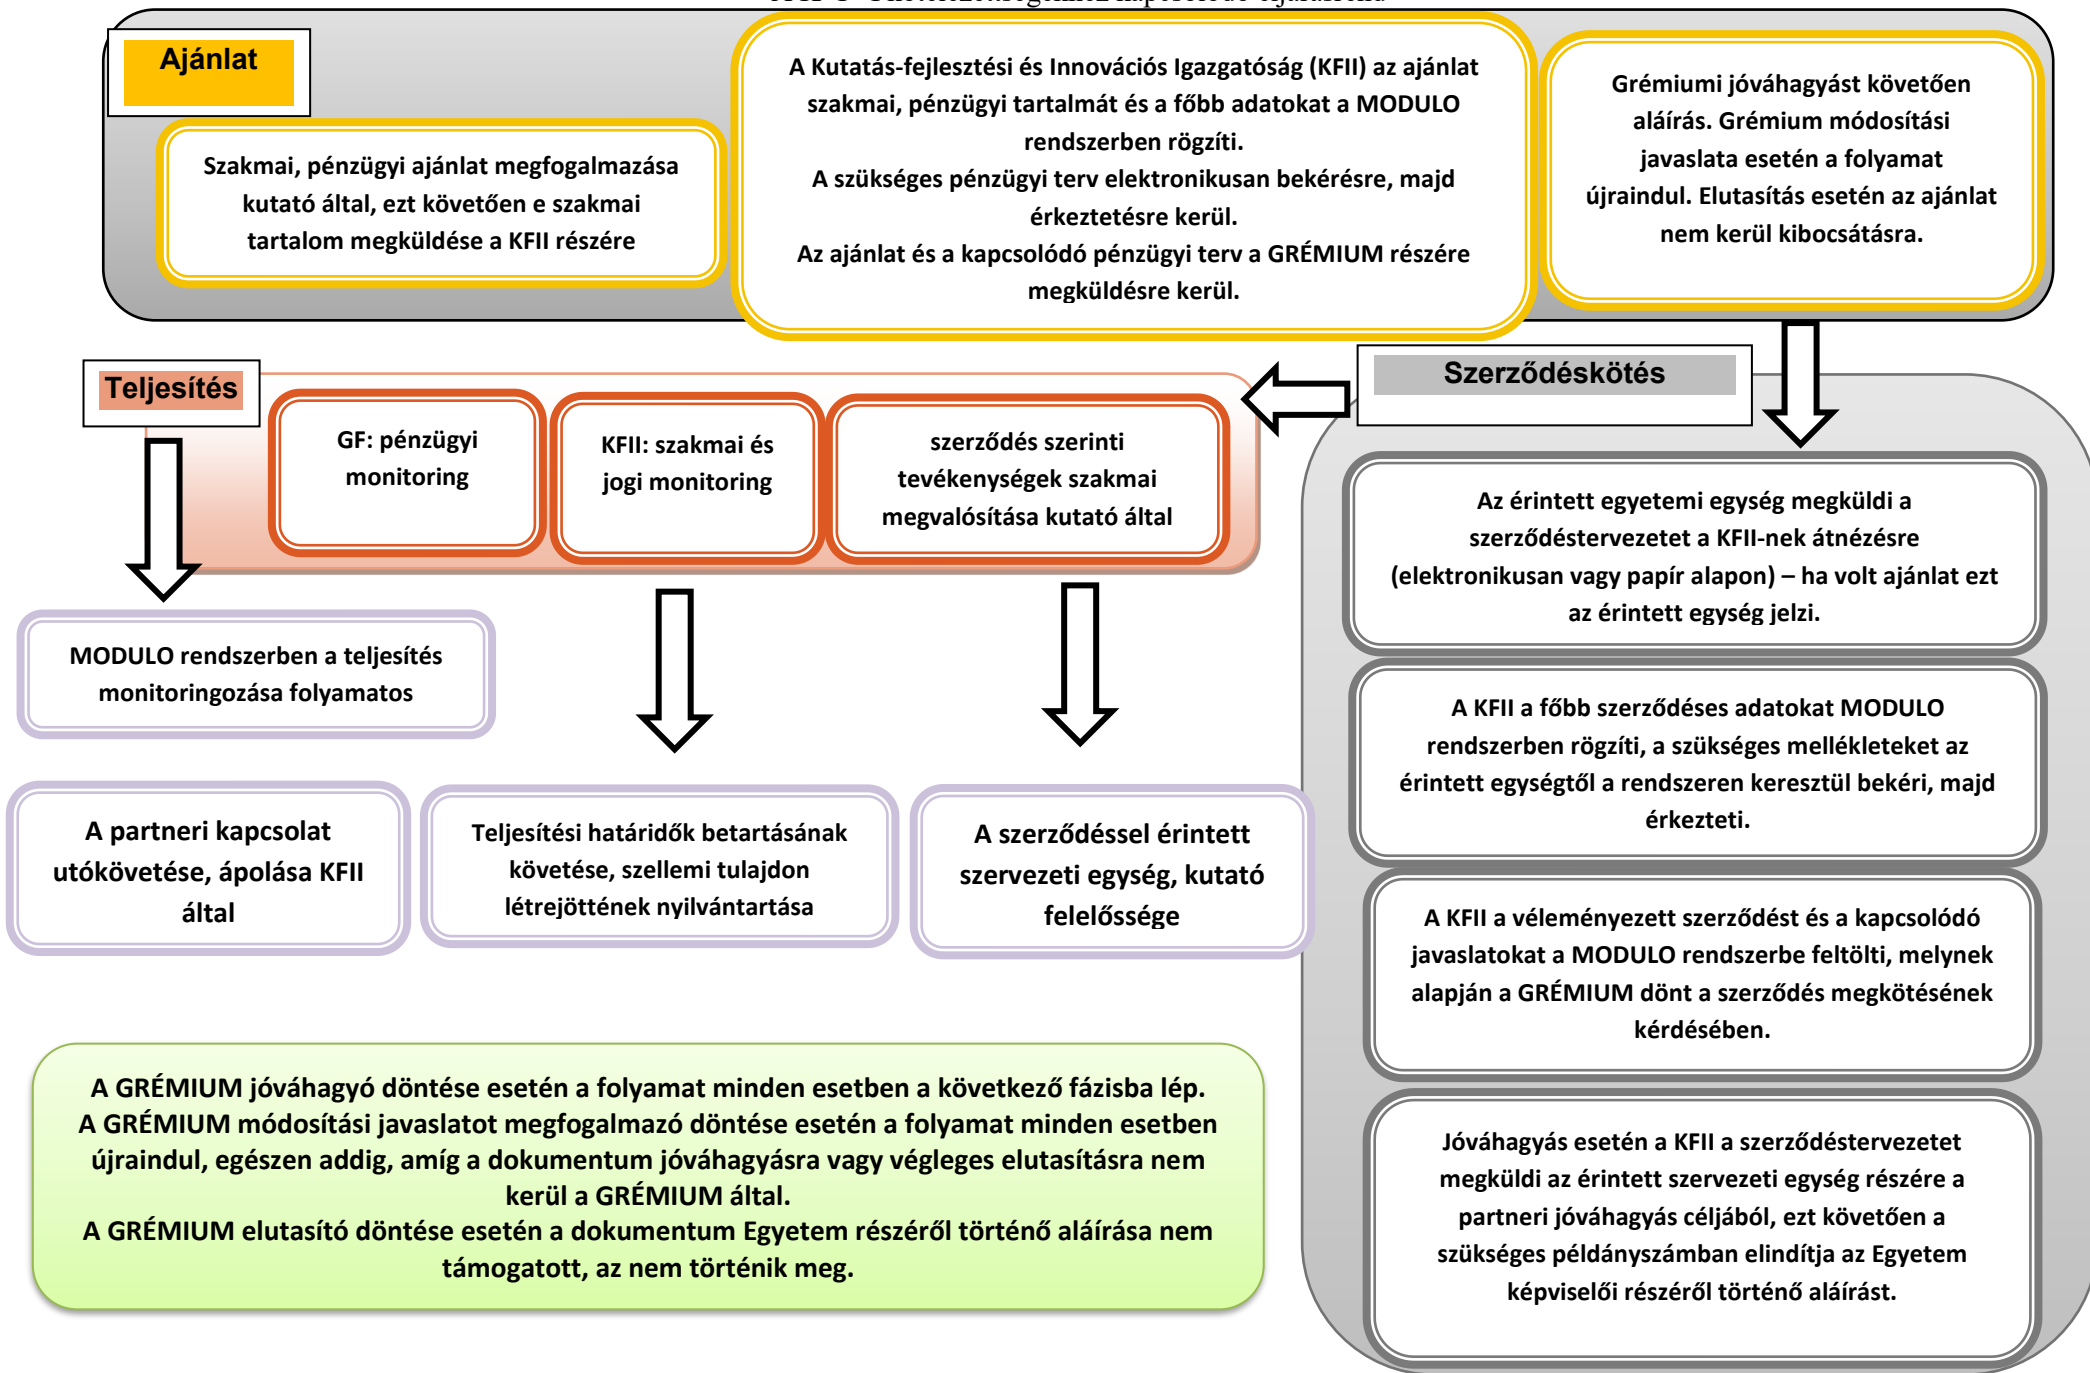 Ajánlat
Szakmai, pénzügyi ajánlat megfogalmazása
kutató által, ezt követően e szakmai
tartalom megküldése a KFII részére
A Kutatás-fejlesztési és Innovációs Igazgatóság (KFII) az ajánlat
szakmai, pénzügyi tartalmát és a főbb adatokat a MODULO
rendszerben rögzíti.
A szükséges pénzügyi terv elektronikusan bekérésre, majd
érkeztetésre kerül.
Az ajánlat és a kapcsolódó pénzügyi terv a GRÉMIUM részére
megküldésre kerül.
Grémiumi jóváhagyást követően
aláírás. Grémium módosítási
javaslata esetén a folyamat
újraindul. Elutasítás esetén az ajánlat
nem kerül kibocsátásra.
Szerződéskötés
Az érintett egyetemi egység megküldi a
szerződéstervezetet a KFII-nek átnézésre
(elektronikusan vagy papír alapon) – ha volt ajánlat ezt
az érintett egység jelzi.
A KFII a főbb szerződéses adatokat MODULO
rendszerben rögzíti, a szükséges mellékleteket az
érintett egységtől a rendszeren keresztül bekéri, majd
érkezteti.
A KFII a véleményezett szerződést és a kapcsolódó
javaslatokat a MODULO rendszerbe feltölti, melynek
alapján a GRÉMIUM dönt a szerződés megkötésének
kérdésében.
Jóváhagyás esetén a KFII a szerződéstervezetet
megküldi az érintett szervezeti egység részére a
partneri jóváhagyás céljából, ezt követően a
szükséges példányszámban elindítja az Egyetem
képviselői részéről történő aláírást.
Teljesítés
GF: pénzügyi
monitoring
KFII: szakmai és
jogi monitoring
szerződés szerinti
tevékenységek szakmai
megvalósítása kutató által
MODULO rendszerben a teljesítés
monitoringozása folyamatos
A partneri kapcsolat
utókövetése, ápolása KFII
által
Teljesítési határidők betartásának
követése, szellemi tulajdon
létrejöttének nyilvántartása
A szerződéssel érintett
szervezeti egység, kutató
felelőssége
A GRÉMIUM jóváhagyó döntése esetén a folyamat minden esetben a következő fázisba lép.
A GRÉMIUM módosítási javaslatot megfogalmazó döntése esetén a folyamat minden esetben
újraindul, egészen addig, amíg a dokumentum jóváhagyásra vagy végleges elutasításra nem
kerül a GRÉMIUM által.
A GRÉMIUM elutasító döntése esetén a dokumentum Egyetem részéről történő aláírása nem
támogatott, az nem történik meg.